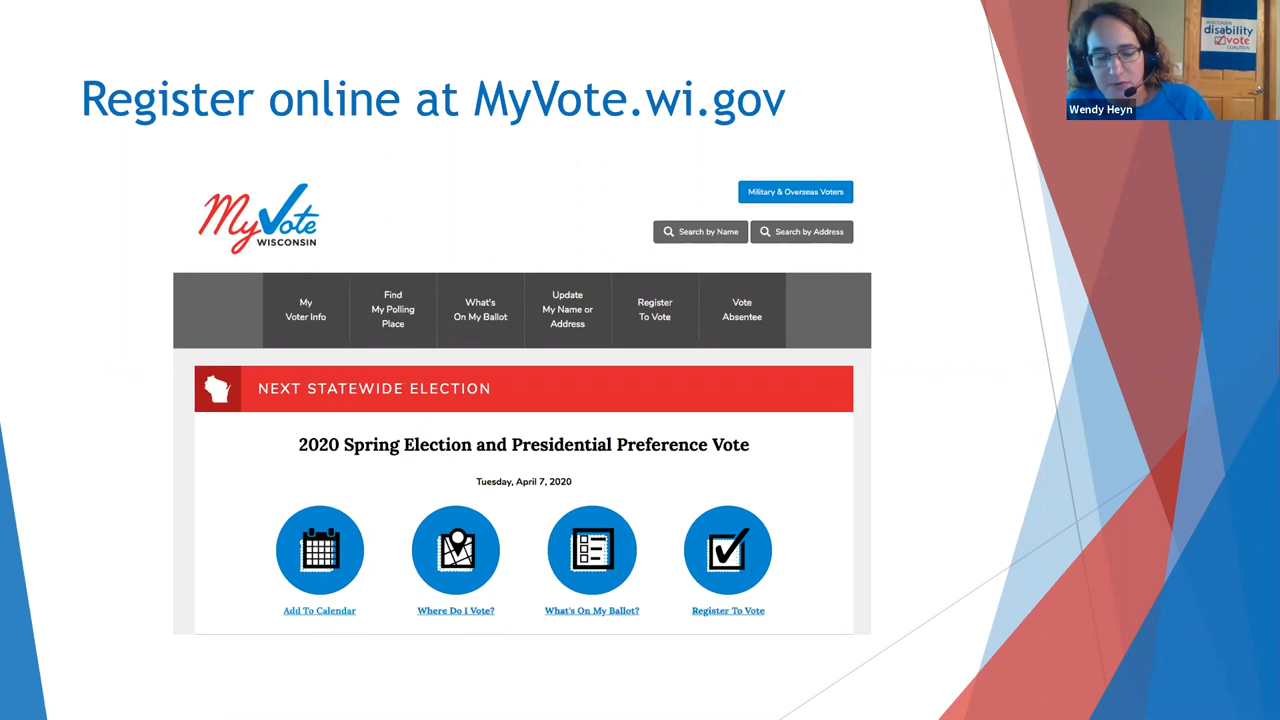 Register online at MyVote.wi.gov
WISCONSIN
disability
vote
COALITION
Wendy Heyn
MyVote
WISCONSIN
Military & Overseas Voters
Search by Name
Search by Address
My
Voter Info
Find
My Polling
Place
What's
On My Ballot
Update
My Name or
Address
Register
To Vote
Vote
Absentee
NEXT STATEWIDE ELECTION
2020 Spring Election and Presidential Preference Vote
Tuesday, April 7, 2020
Add To Calendar
Where Do I Vote?
What's On My Ballot?
Register To Vote